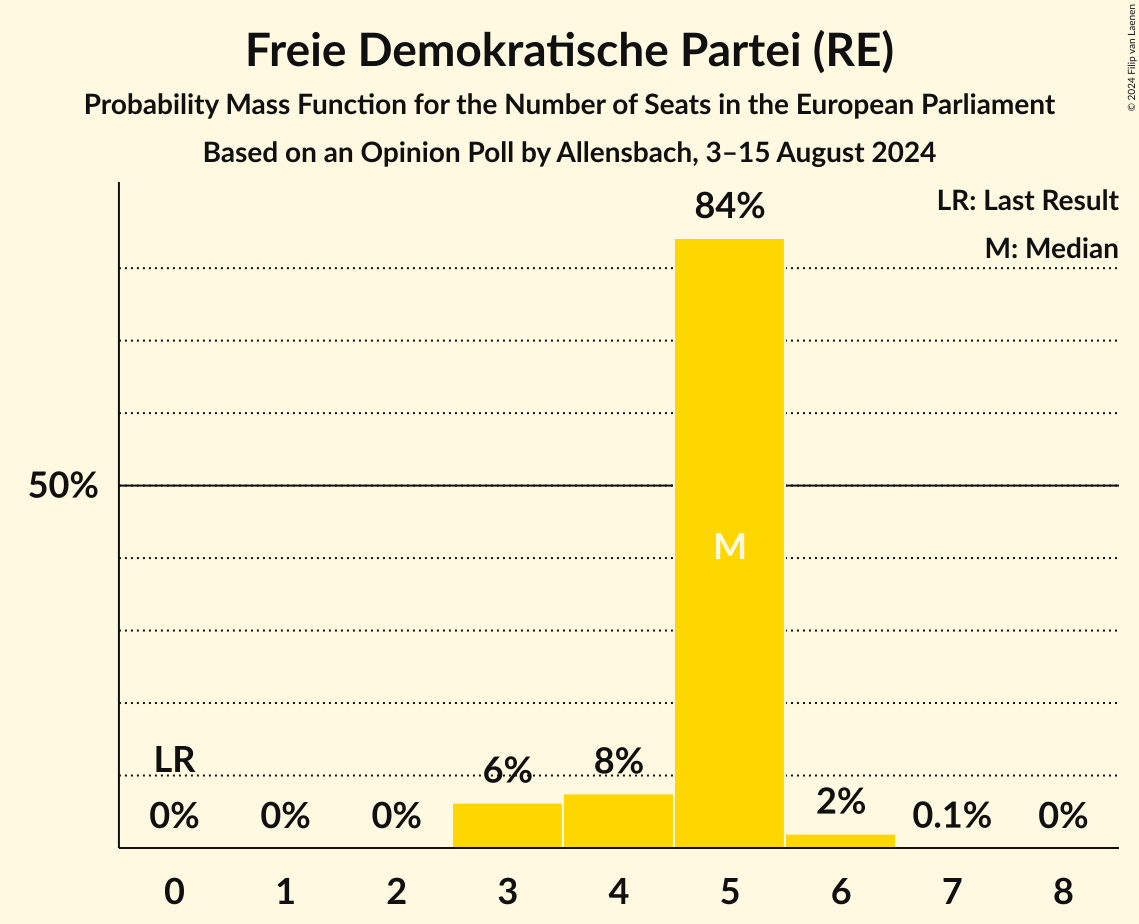 Freie Demokratische Partei (RE)
Probability Mass Function for the Number of Seats in the European Parliament
Based on an Opinion Poll by Allensbach, 3–15 August 2024
© 2024 Filip van Laenen
LR: Last Result
M: Median
84%
50%
M
LR
0%
0%
0%
6%
8%
2%
0.1%
0%
0
1
2
3
4
5
6
7
8